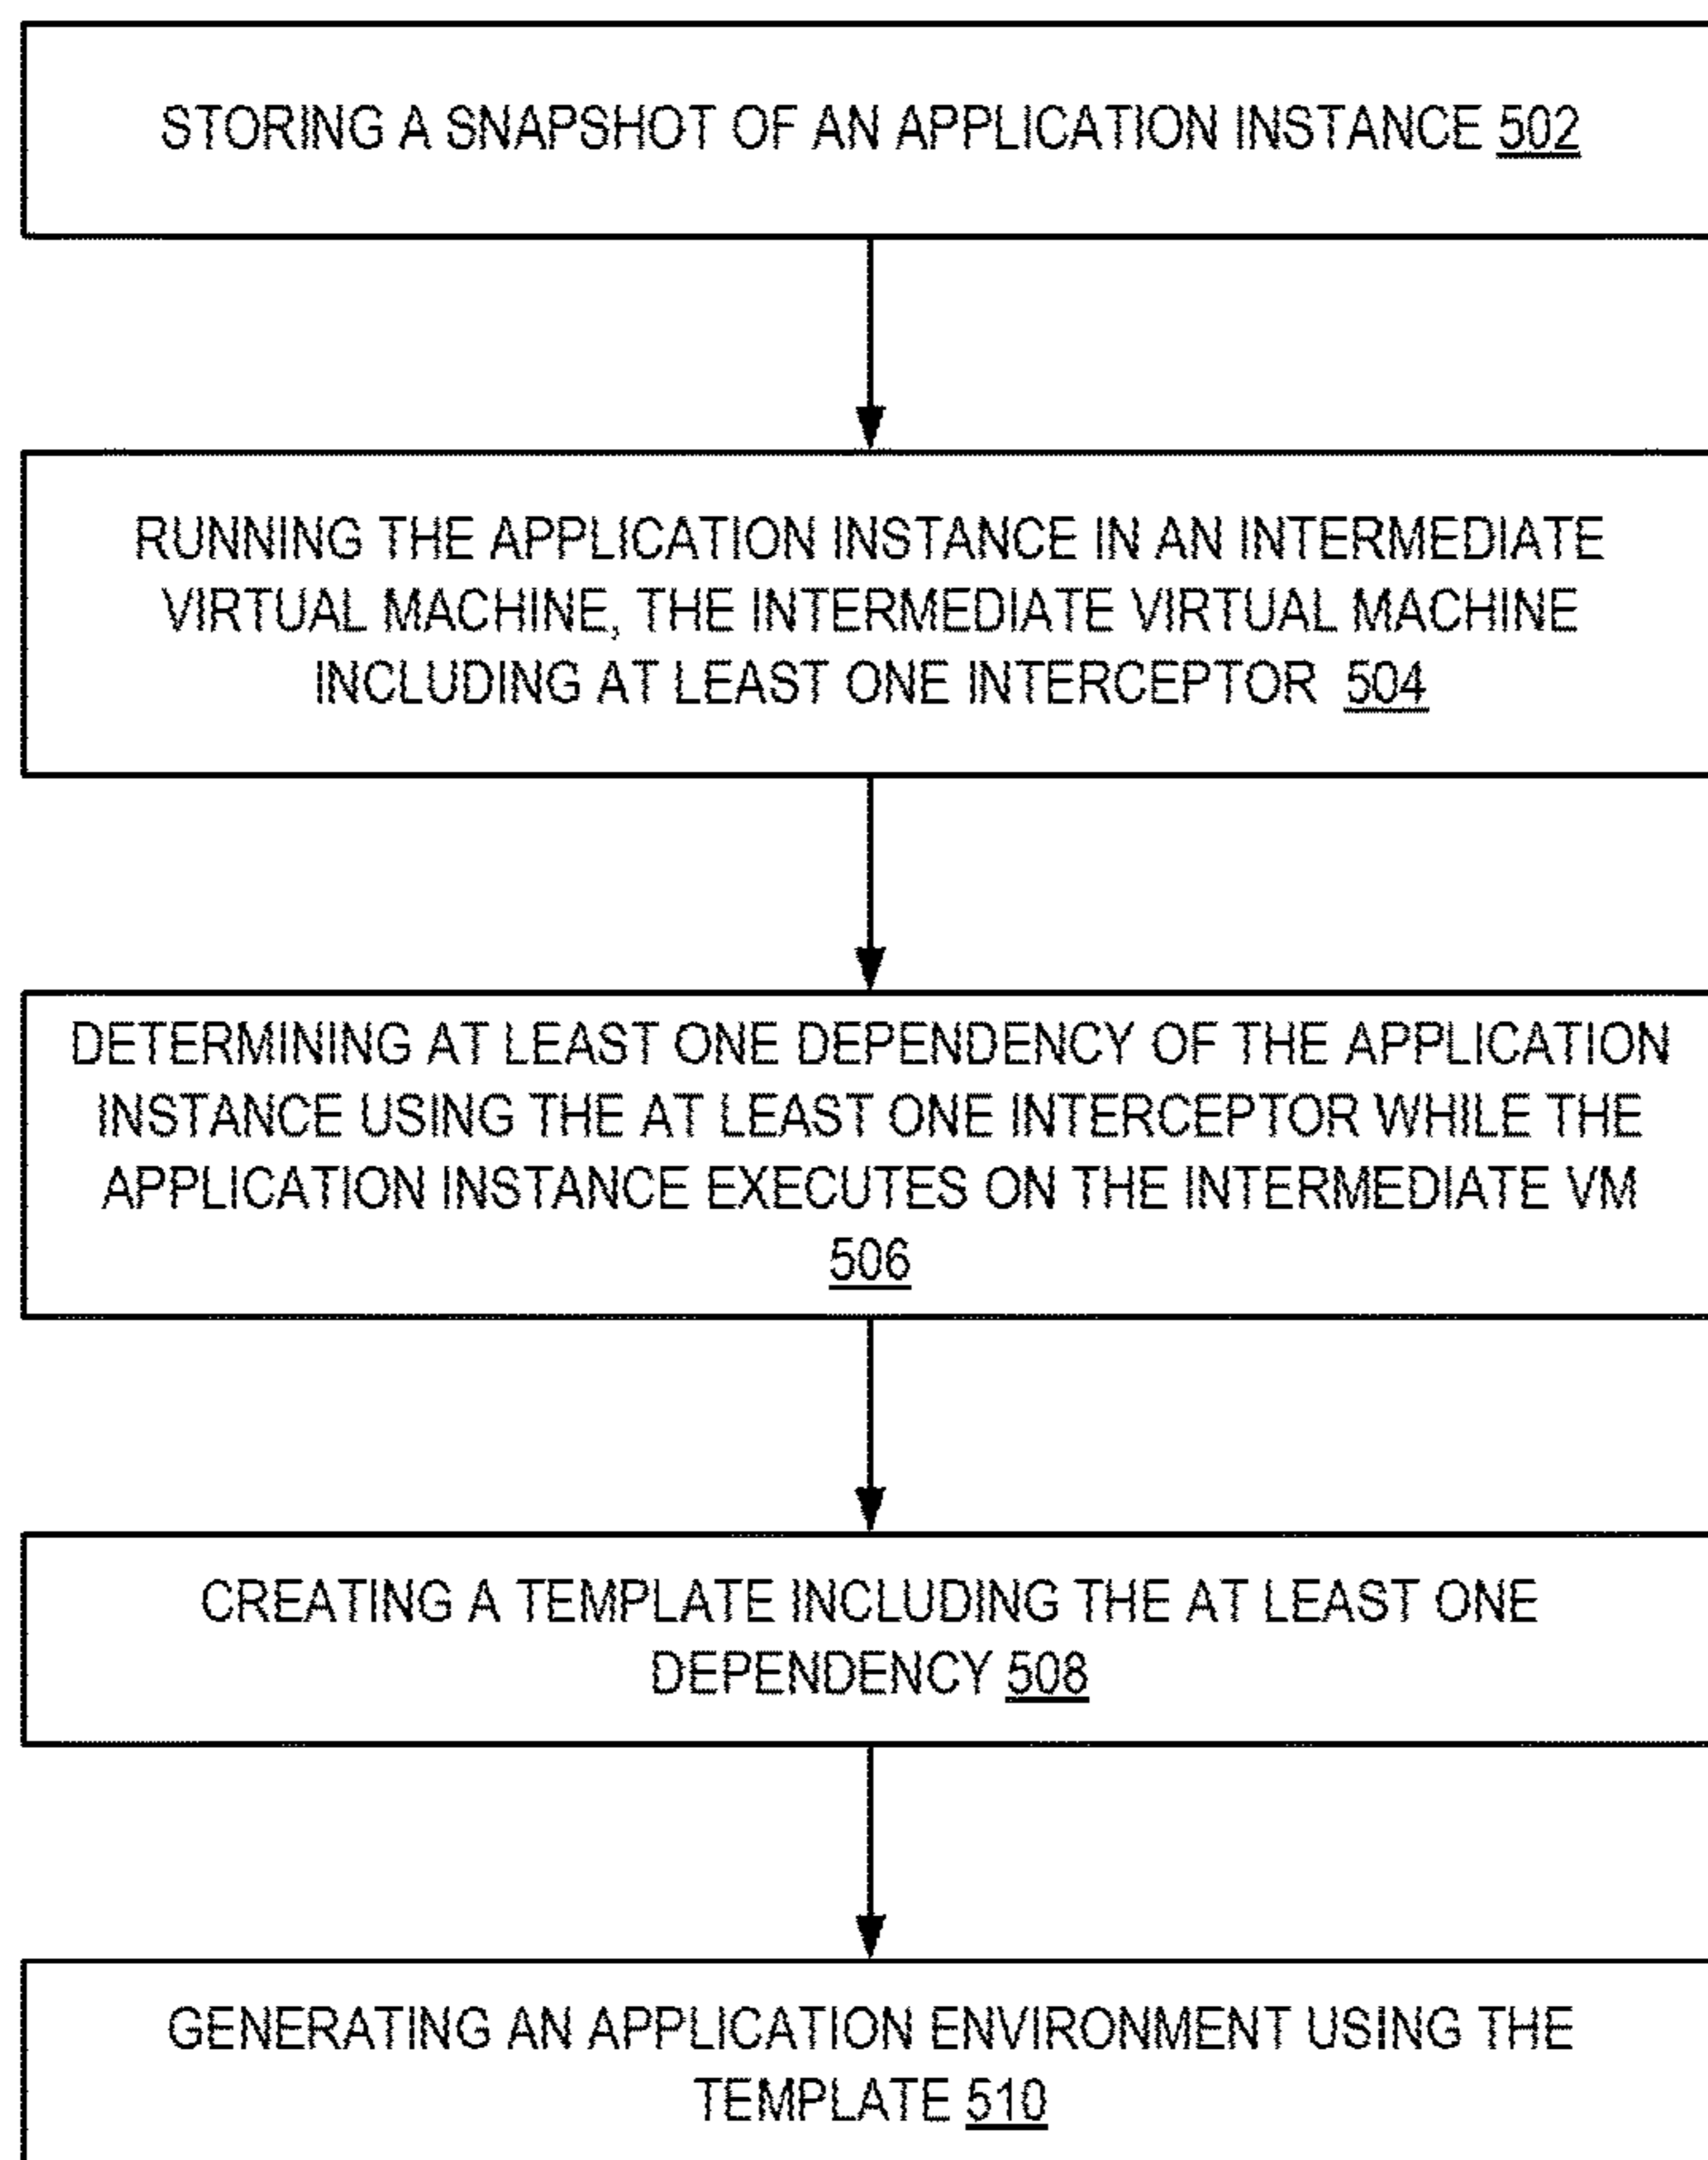 STORING A SNAPSHOT OF AN APPLICATION INSTANCE 502
RUNNING THE APPLICATION INSTANCE IN AN INTERMEDIATE
VIRTUAL MACHINE, THE INTERMEDIATE VIRTUAL MACHINE
INCLUDING AT LEAST ONE INTERCEPTOR 504
DETERMINING AT LEAST ONE DEPENDENCY OF THE APPLICATION
INSTANCE USING THE AT LEAST ONE INTERCEPTOR WHILE THE
APPLICATION INSTANCE EXECUTES ON THE INTERMEDIATE VM
506
CREATING A TEMPLATE INCLUDING THE AT LEAST ONE
DEPENDENCY 508
GENERATING AN APPLICATION ENVIRONMENT USING THE
TEMPLATE 510